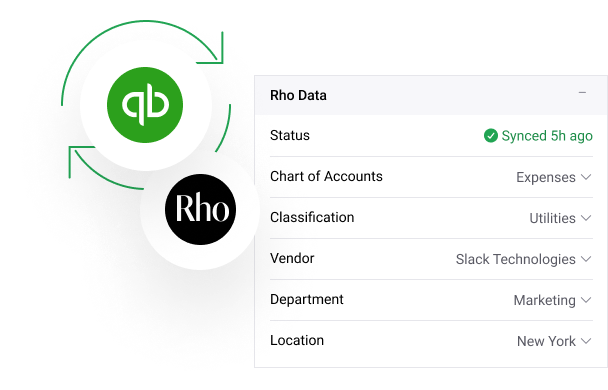 qb
Rho
Rho Data
Status Synced 5h ago
Chart of Accounts Expenses
Classification Utilities
Vendor Slack Technologies
Department Marketing
Location New York